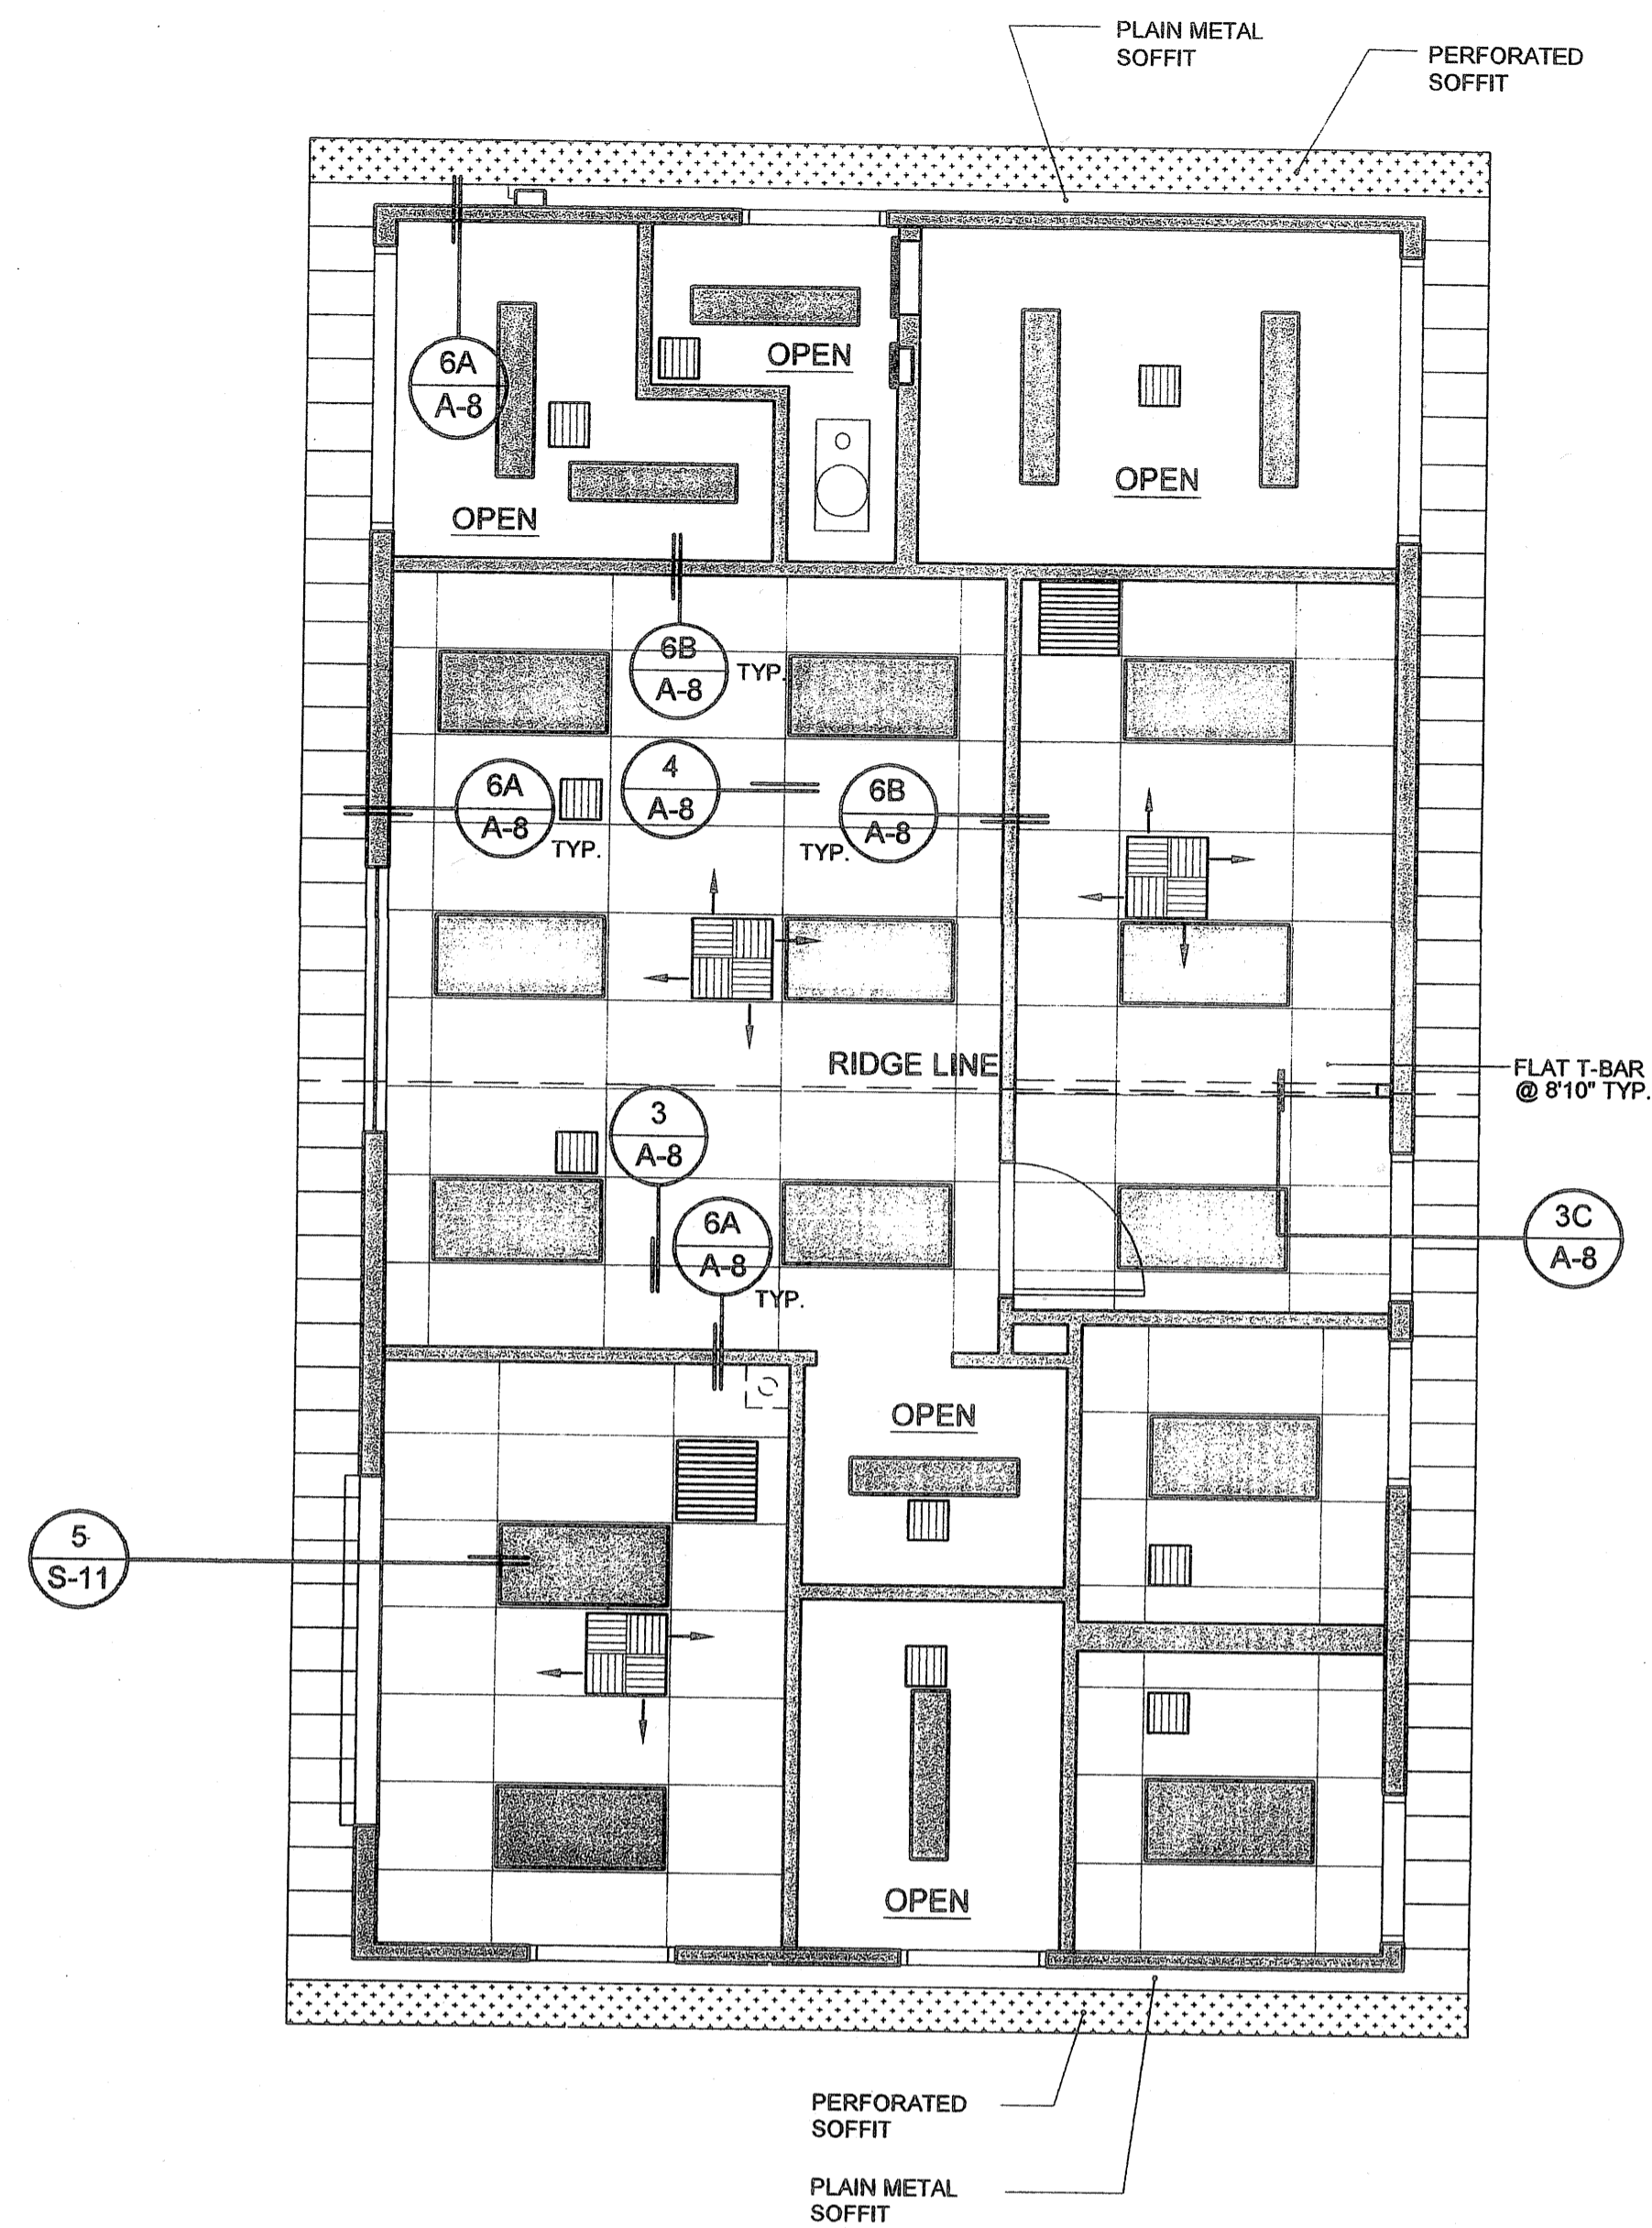 PLAIN METAL
SOFFIT
PERFORATED
SOFFIT
6A
A-8
OPEN
OPEN
OPEN
6B
A-8
TYP.
4
A-8
6A
A-8
TYP.
6B
A-8
TYP.
RIDGE LINE
FLAT T-BAR
@ 8'10" TYP.
3
A-8
6A
A-8
TYP.
3C
A-8
OPEN
5
S-11
OPEN
PERFORATED
SOFFIT
PLAIN METAL
SOFFIT